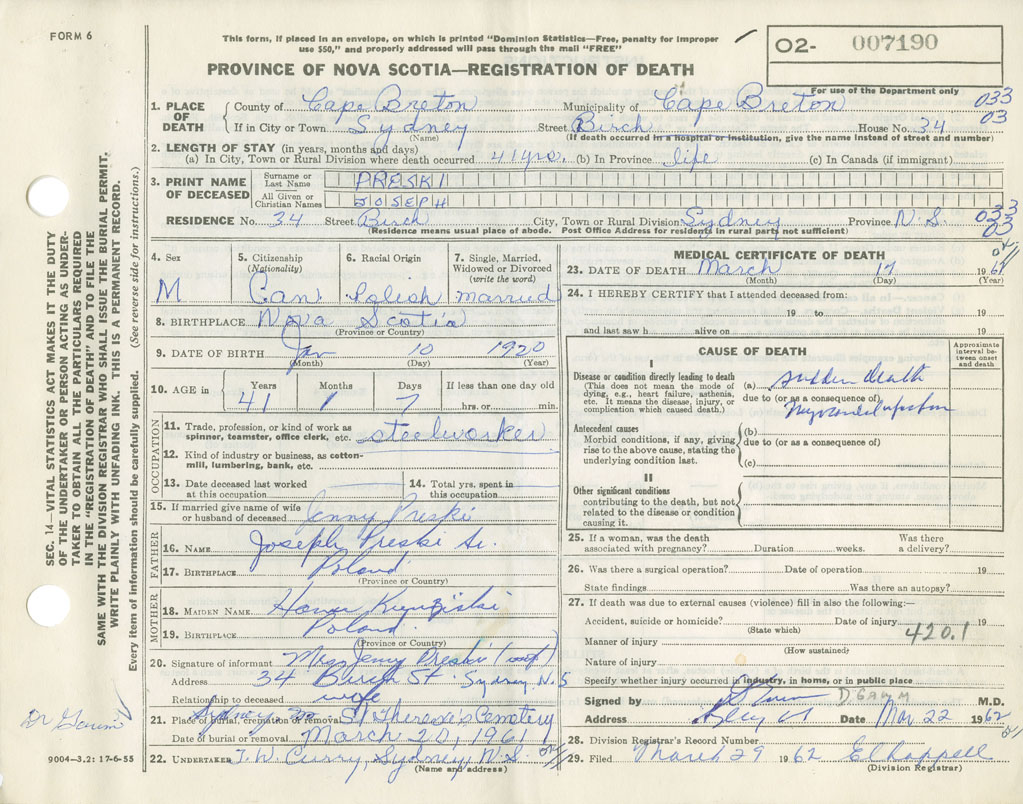 FORM 6
This form, if placed in an envelope, on which is printed "Dominion Statistics—Free, penalty for improper
use $50," and properly addressed will pass through the mail "FREE"
02- 007190
PROVINCE OF NOVA SCOTIA—REGISTRATION OF DEATH
For use of the Department only
1. PLACE OF DEATH
County of Cape Breton Municipality of Cape Breton 033
If in City or Town Sydney Street Birch House No. 34 03
(Name) (If death occurred in a hospital or institution, give the name instead of street and number)
2. LENGTH OF STAY (in years, months and days)
(a) In City, Town or Rural Division where death occurred 41 yrs. (b) In Province life (c) In Canada (if immigrant)
3. PRINT NAME OF DECEASED
Surname or Last Name PRESKI
All Given or Christian Names JOSEPH
RESIDENCE No. 34 Street Birch City, Town or Rural Division Sydney Province N.S. 033
03
(Residence means usual place of abode. Post Office Address for residents in rural parts not sufficient)
4. Sex
M
5. Citizenship
(Nationality)
Can
6. Racial Origin
Polish
7. Single, Married,
Widowed or Divorced
(write the word)
married
8. BIRTHPLACE Nova Scotia
(Province or Country)
9. DATE OF BIRTH Jan 10 1920
(Month) (Day) (Year)
10. AGE in
Years Months Days If less than one day old
41 1 7 hrs. or min.
OCCUPATION
11. Trade, profession, or kind of work as
spinner, teamster, office clerk, etc. steelworker
12. Kind of industry or business, as cotton-
mill, lumbering, bank, etc.
13. Date deceased last worked
at this occupation
14. Total yrs. spent in
this occupation
15. If married give name of wife
or husband of deceased Jenny Preski
FATHER
16. NAME Joseph Preski Sr.
17. BIRTHPLACE Poland
(Province or Country)
MOTHER
18. MAIDEN NAME
19. BIRTHPLACE Poland
(Province or Country)
20. Signature of informant Mrs Jenny Preski (wife)
Address 34 Birch St. Sydney N.S
Relationship to deceased wife
21. Place of burial, cremation or removal Sydney St Therese's Cemetery
Date of burial or removal March 20, 1961
22. UNDERTAKER T. W. Curry, Sydney, N.S
(Name and address)
MEDICAL CERTIFICATE OF DEATH
23. DATE OF DEATH March 17 1961
(Month) (Day) (Year)
24. I HEREBY CERTIFY that I attended deceased from:
19 to 19
and last saw h alive on 19
CAUSE OF DEATH
Approximate
interval be-
tween onset
and death
I
Disease or condition directly leading to death
(This does not mean the mode of
dying, e.g., heart failure, asthenia,
etc. It means the disease, injury, or
complication which caused death.)
(a) sudden death
due to (or as a consequence of)
Myocardial infarction
Antecedent causes
Morbid conditions, if any, giving
rise to the above cause, stating the
underlying condition last.
(b)
due to (or as a consequence of)
(c)
II
Other significant conditions
contributing to the death, but not
related to the disease or condition
causing it.
25. If a woman, was the death
associated with pregnancy? Duration weeks. Was there
a delivery?
26. Was there a surgical operation? Date of operation 19
State findings Was there an autopsy?
27. If death was due to external causes (violence) fill in also the following:—
Accident, suicide or homicide? Date of injury 19
(State which) 420.1
Manner of injury
(How sustained)
Nature of injury
Specify whether injury occurred in industry, in home, or in public place
Signed by M.D.
Address Date Mar 22 1962
28. Division Registrar's Record Number
29. Filed March 29 1962 E Chappell
(Division Registrar)
SEC. 14—VITAL STATISTICS ACT MAKES IT THE DUTY
OF THE UNDERTAKER OR PERSON ACTING AS UNDER-
TAKER TO OBTAIN ALL THE PARTICULARS REQUIRED
IN THE "REGISTRATION OF DEATH" AND TO FILE THE
SAME WITH THE DIVISION REGISTRAR WHO SHALL ISSUE THE BURIAL PERMIT.
WRITE PLAINLY WITH UNFADING INK. THIS IS A PERMANENT RECORD.
Every item of information should be carefully supplied. (See reverse side for instructions.)
9004-3.2: 17-6-55